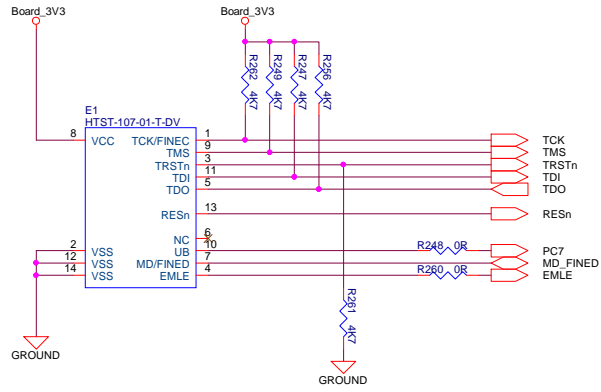 Board_3V3
Board_3V3
R262 4K7
R249 4K7
R247 4K7
R256 4K7
E1
HTST-107-01-T-DV
8 VCC TCK/FINEC 1 TCK
TMS 9 TMS
TRSTn 3 TRSTn
TDI 11 TDI
TDO 5 TDO
RESn 13 RESn
NC 6
2 VSS UB 10 R248 0R PC7
12 VSS MD/FINED 7 MD_FINED
14 VSS EMLE 4 R260 0R EMLE
R261 4K7
GROUND
GROUND